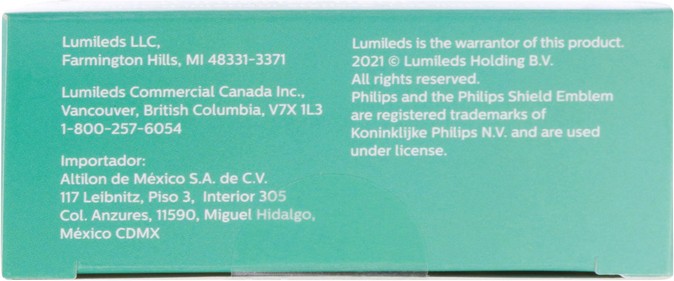 Lumileds LLC,
Farmington Hills, MI 48331-3371
Lumileds Commercial Canada Inc.,
Vancouver, British Columbia, V7X 1L3
1-800-257-6054
Importador:
Altilon de México S.A. de C.V.
117 Leibnitz, Piso 3, Interior 305
Col. Anzures, 11590, Miguel Hidalgo,
México CDMX
Lumileds is the warrantor of this product.
2021 © Lumileds Holding B.V.
All rights reserved.
Philips and the Philips Shield Emblem
are registered trademarks of
Koninklijke Philips N.V. and are used
under license.